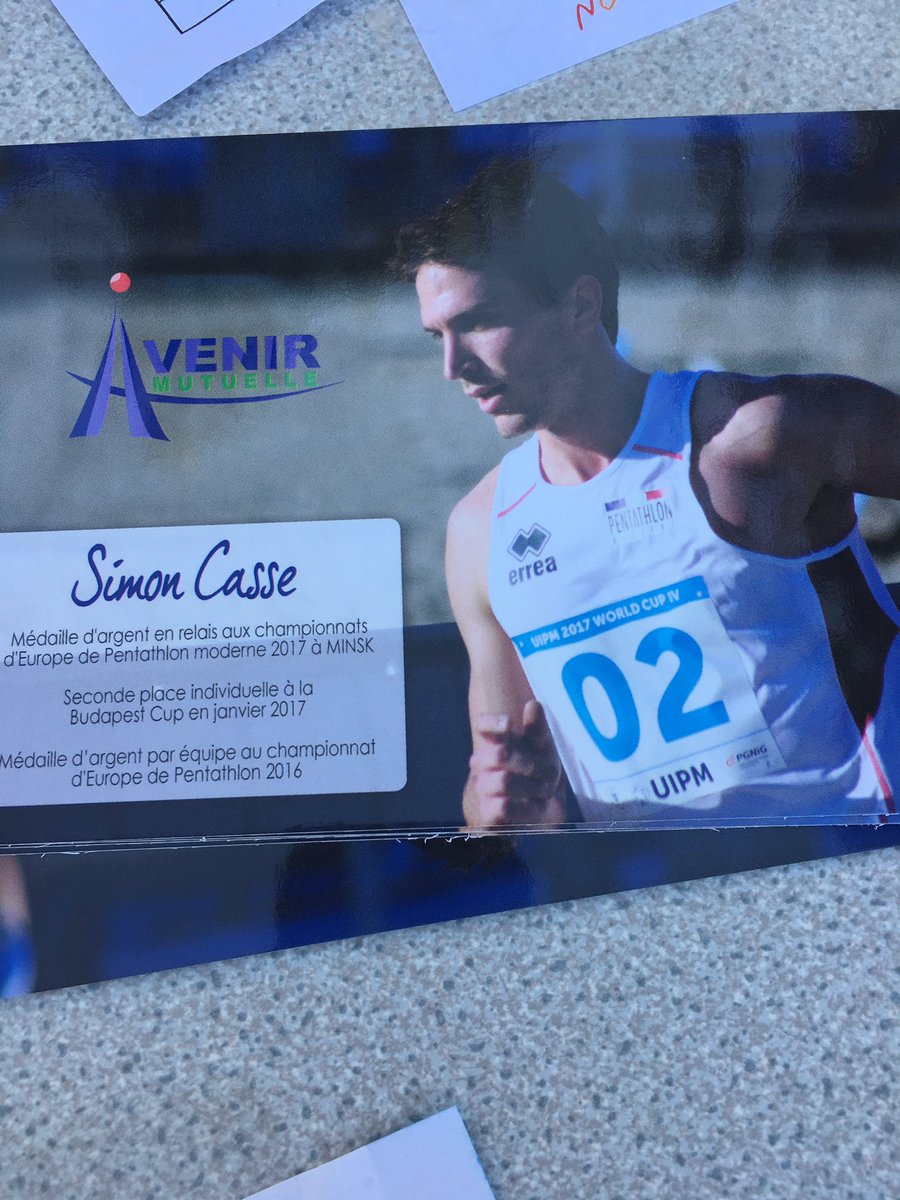 NO
AVENIR
MUTUELLE
Simon Casse
Médaille d'argent en relais aux championnats
d'Europe de Pentathlon moderne 2017 à MINSK
Seconde place individuelle à la
Budapest Cup en janvier 2017
Médaille d'argent par équipe au championnat
d'Europe de Pentathlon 2016
PENTATHLON
errea
UIPM 2017 WORLD CUP IV
02
PGNiG
UIPM